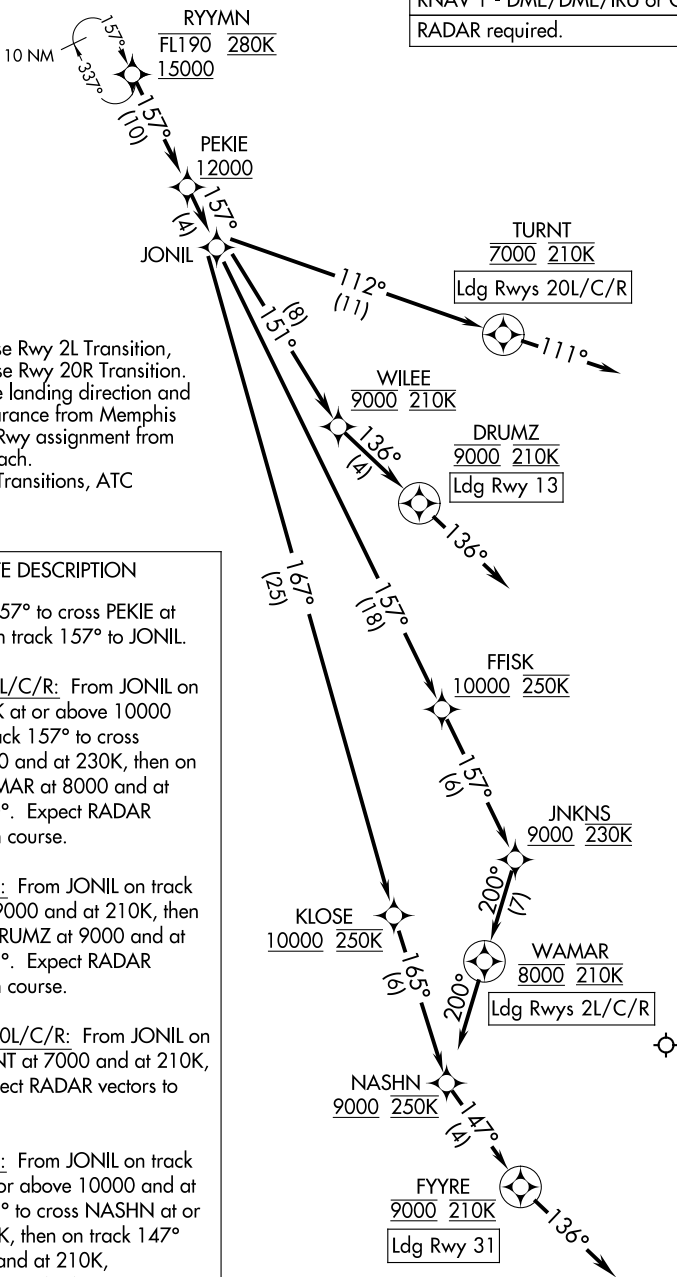 RNAV 1 - DME/DME/IRU or
RADAR required.
RYYMN
FL190 280K
15000
10 NM
157°
337°
157°
(10)
PEKIE
12000
157°
(4)
JONIL
112°
(11)
TURNT
7000 210K
Ldg Rwys 20L/C/R
111°
(8)
151°
WILEE
9000 210K
136°
(4)
DRUMZ
9000 210K
Ldg Rwy 13
136°
se Rwy 2L Transition,
se Rwy 20R Transition.
e landing direction and
arance from Memphis
Rwy assignment from
ach.
Transitions, ATC
167°
(25)
157°
(18)
FFISK
10000 250K
157°
(6)
JNKNS
9000 230K
200°
(7)
WAMAR
8000 210K
Ldg Rwys 2L/C/R
200°
KLOSE
10000 250K
165°
(6)
NASHN
9000 250K
147°
(4)
FYYRE
9000 210K
Ldg Rwy 31
136°
E DESCRIPTION
57° to cross PEKIE at
n track 157° to JONIL.
L/C/R: From JONIL on
K at or above 10000
ack 157° to cross
0 and at 230K, then on
MAR at 8000 and at
°. Expect RADAR
n course.
: From JONIL on track
9000 and at 210K, then
RUMZ at 9000 and at
°. Expect RADAR
n course.
0L/C/R: From JONIL on
NT at 7000 and at 210K,
ect RADAR vectors to
: From JONIL on track
or above 10000 and at
° to cross NASHN at or
K, then on track 147°
and at 210K,